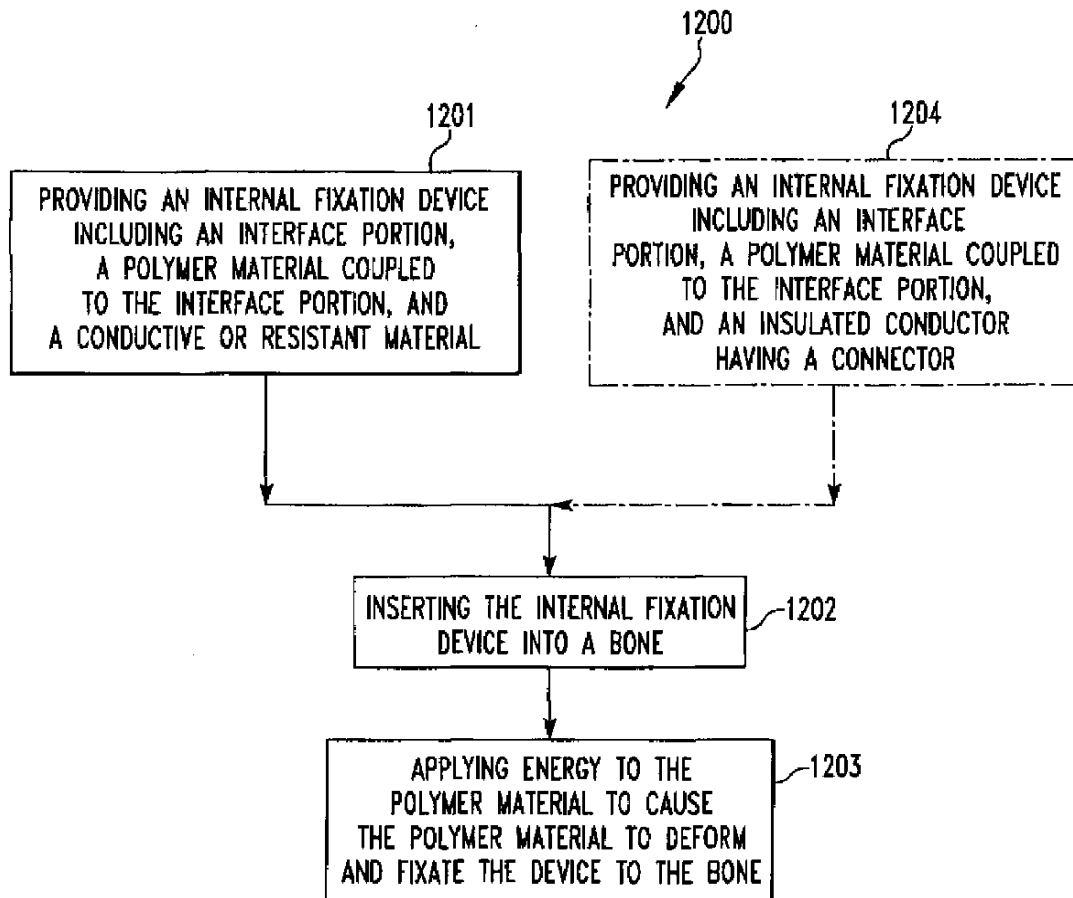 1200
1201
PROVIDING AN INTERNAL FIXATION DEVICE
INCLUDING AN INTERFACE PORTION,
A POLYMER MATERIAL COUPLED
TO THE INTERFACE PORTION, AND
A CONDUCTIVE OR RESISTANT MATERIAL
1204
PROVIDING AN INTERNAL FIXATION DEVICE
INCLUDING AN INTERFACE
PORTION, A POLYMER MATERIAL COUPLED
TO THE INTERFACE PORTION,
AND AN INSULATED CONDUCTOR
HAVING A CONNECTOR
INSERTING THE INTERNAL FIXATION
DEVICE INTO A BONE
1202
APPLYING ENERGY TO THE
POLYMER MATERIAL TO CAUSE
THE POLYMER MATERIAL TO DEFORM
AND FIXATE THE DEVICE TO THE BONE
1203